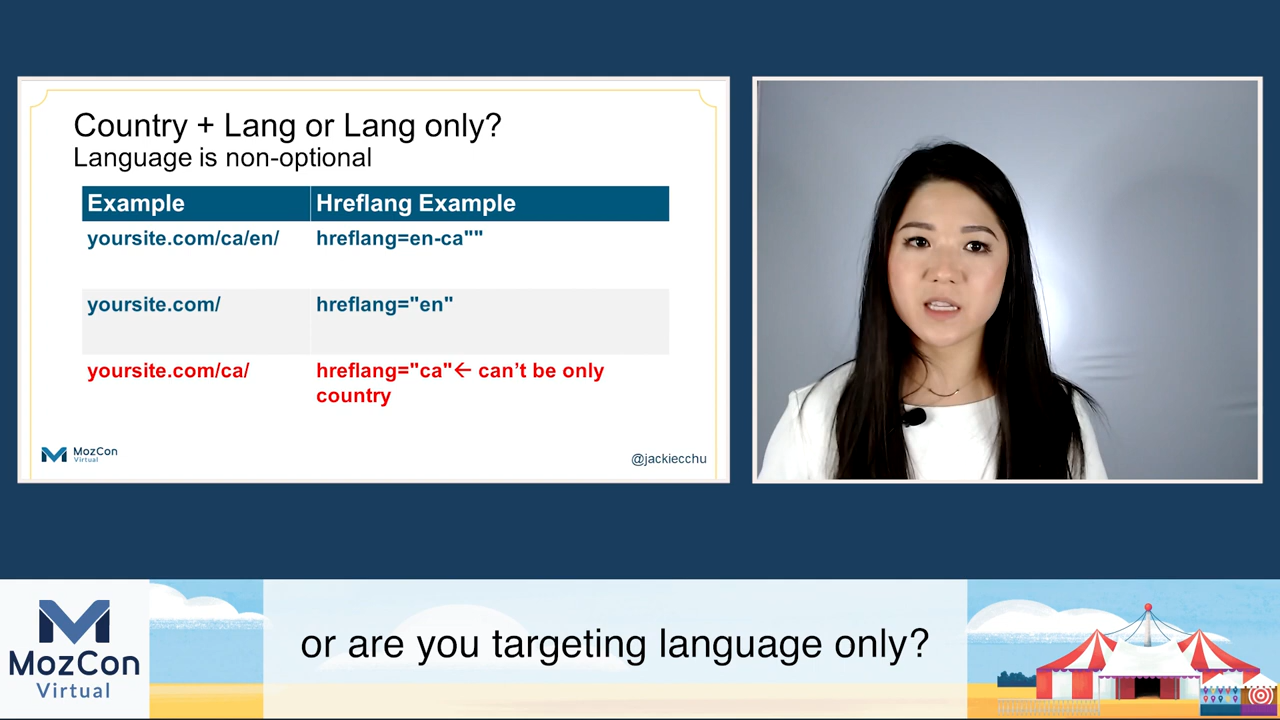 Country + Lang or Lang only?
Language is non-optional
Example Hreflang Example
yoursite.com/ca/en/ hreflang=en-ca""
yoursite.com/ hreflang="en"
yoursite.com/ca/ hreflang="ca"← can’t be only
country
MozCon
Virtual
@jackiecchu
MozCon
Virtual
or are you targeting language only?